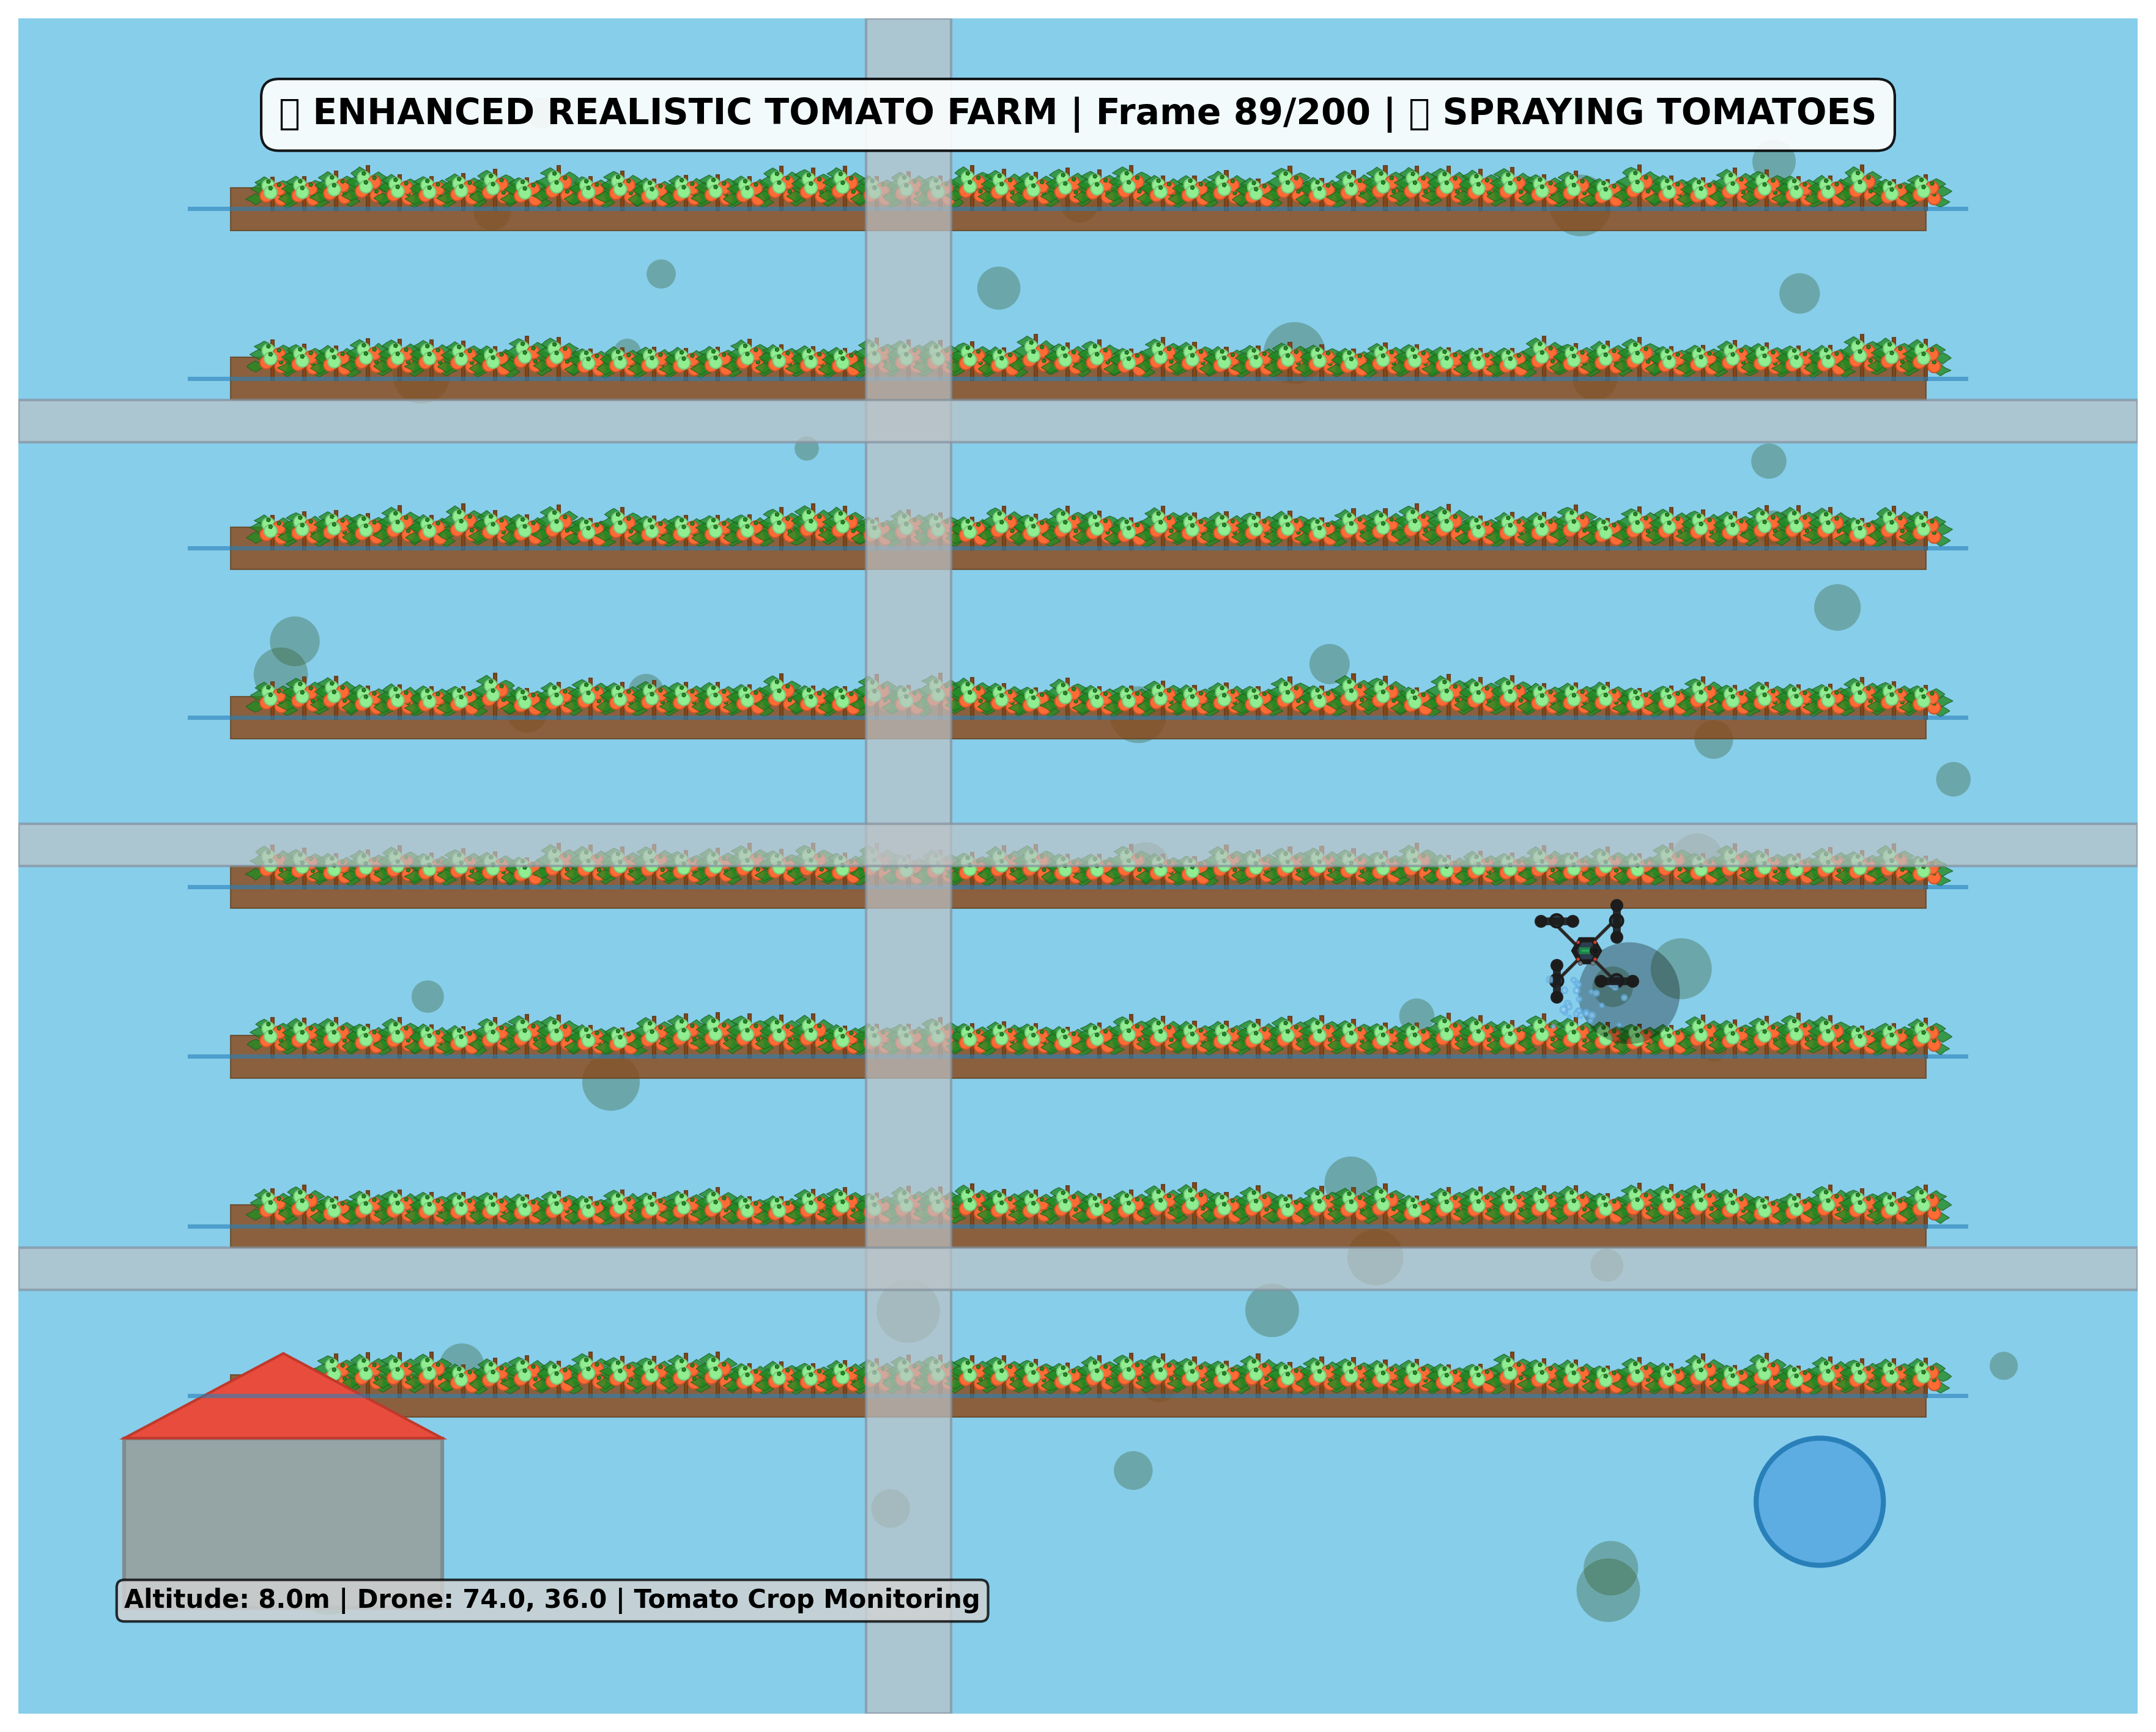 ▯ ENHANCED REALISTIC TOMATO FARM | Frame 89/200 | ▯ SPRAYING TOMATOES
Altitude: 8.0m | Drone: 74.0, 36.0 | Tomato Crop Monitoring